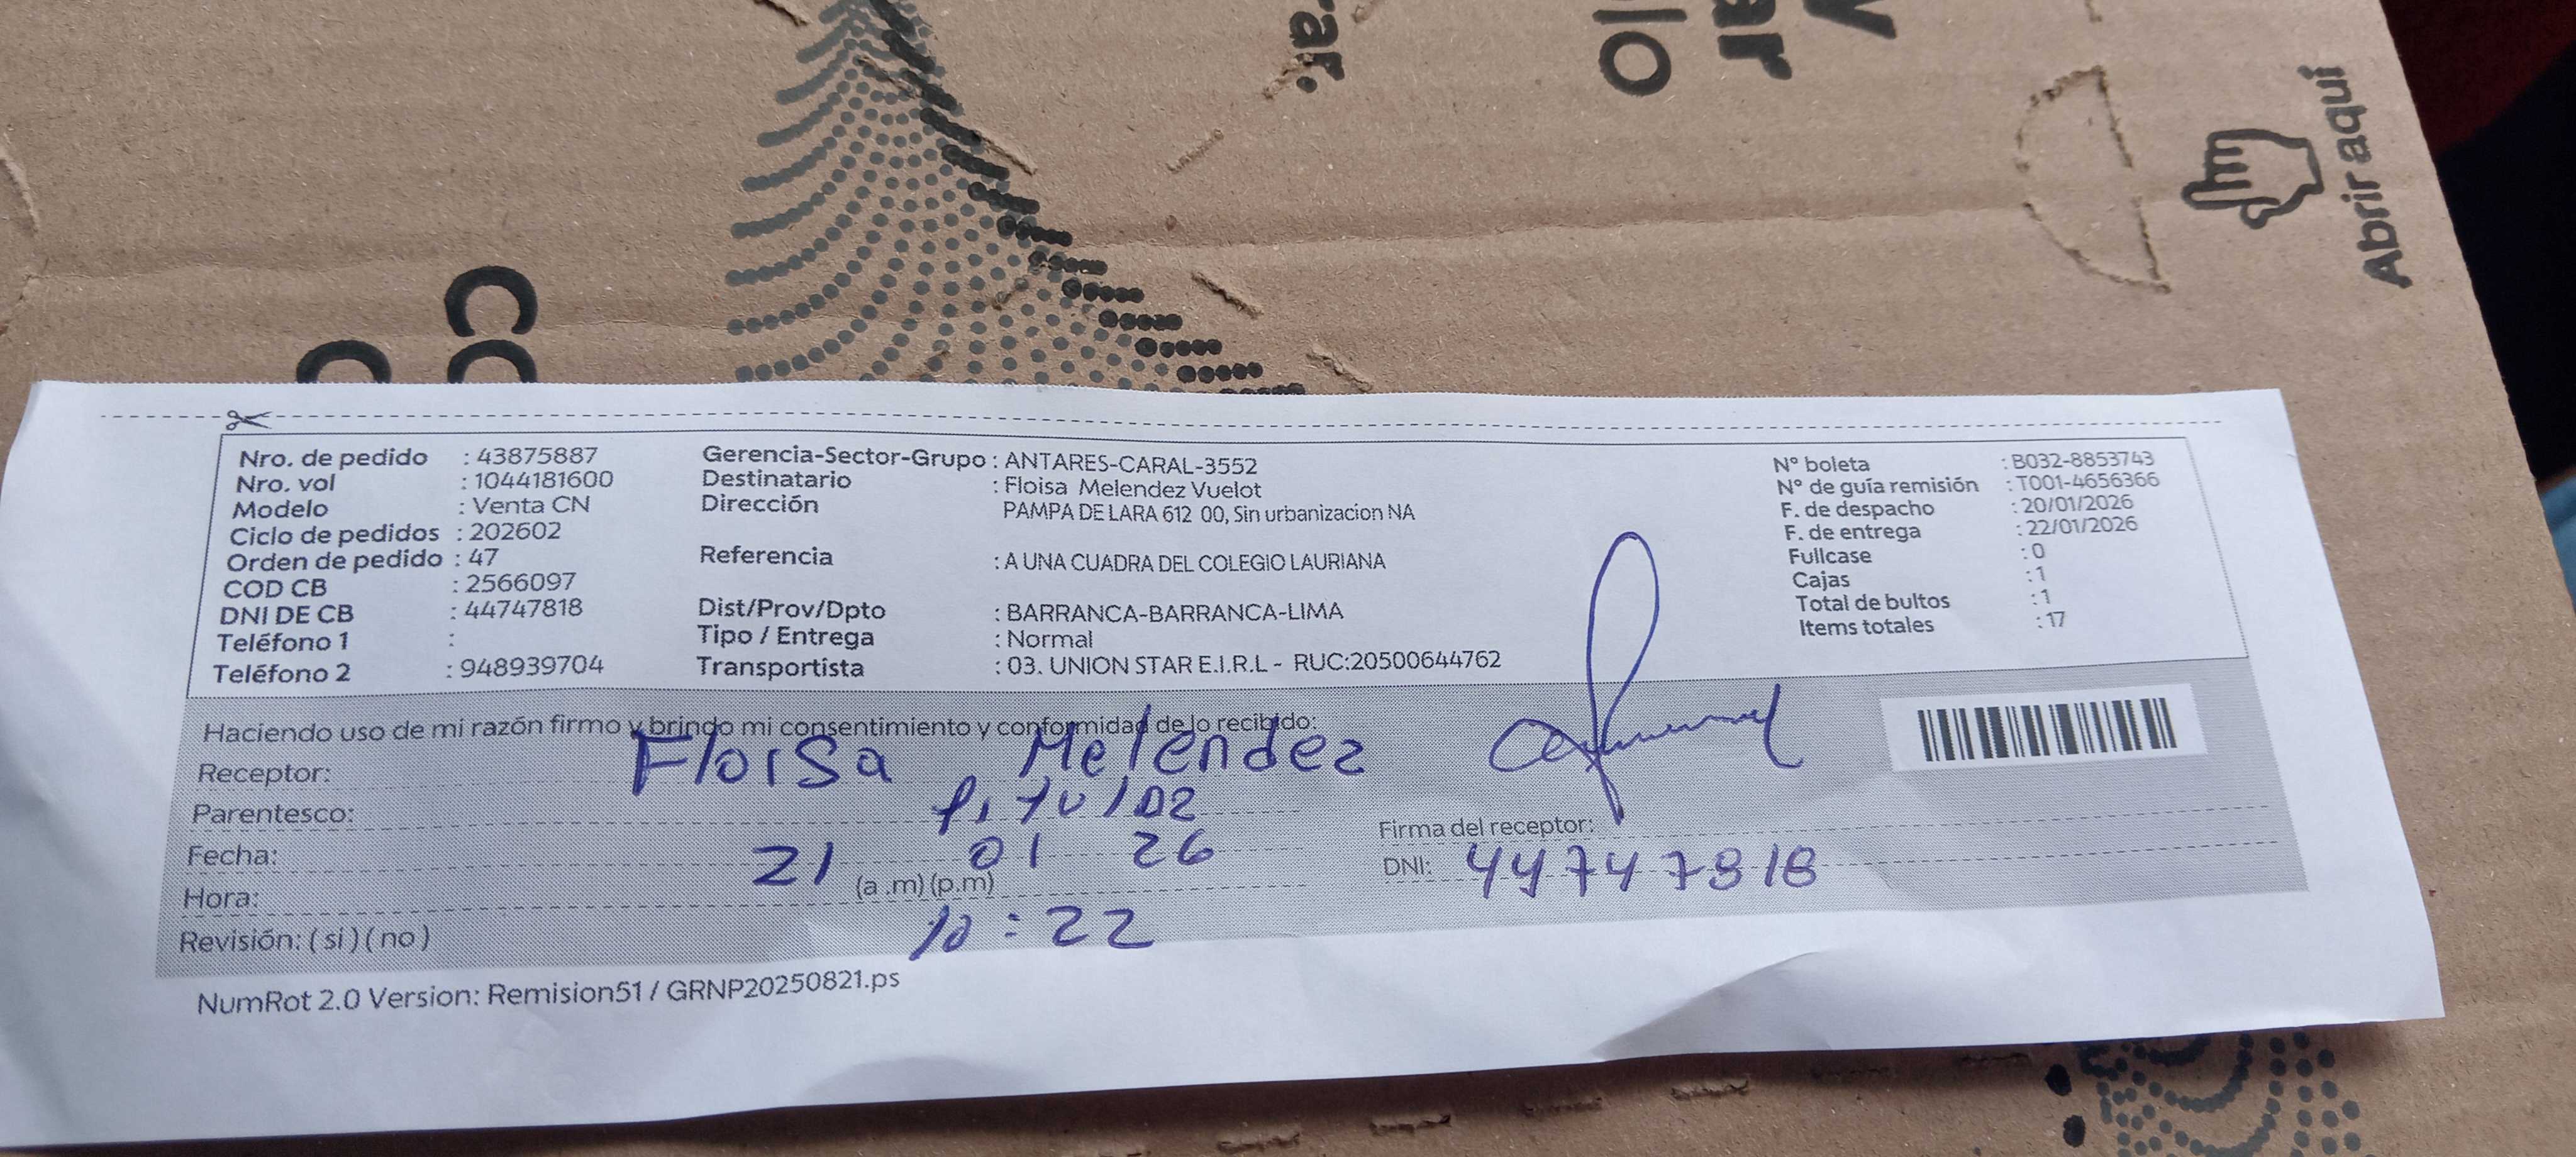 rar.
olo
ar
y
Abrir aquí
Nro. de pedido : 43875887
Nro. vol : 1044181600
Modelo : Venta CN
Ciclo de pedidos : 202602
Orden de pedido : 47
COD CB : 2566097
DNI DE CB : 44747818
Teléfono 1 :
Teléfono 2 : 948939704
Gerencia-Sector-Grupo : ANTARES-CARAL-3552
Destinatario : Floisa Melendez Vuelot
Dirección PAMPA DE LARA 612 00, Sin urbanizacion NA
Referencia : A UNA CUADRA DEL COLEGIO LAURIANA
Dist/Prov/Dpto : BARRANCA-BARRANCA-LIMA
Tipo / Entrega : Normal
Transportista : 03. UNION STAR E.I.R.L - RUC:20500644762
N° boleta : B032-8853743
N° de guía remisión : T001-4656366
F. de despacho : 20/01/2026
F. de entrega : 22/01/2026
Fullcase : 0
Cajas : 1
Total de bultos : 1
Items totales : 17
Haciendo uso de mi razón firmo y brindo mi consentimiento y conformidad de lo recibido:
Receptor: Floisa Melendez
Parentesco:
Fecha: 21 01 26
Hora: (a .m) (p.m)
Revisión: ( si ) ( no ) 10:22
Firma del receptor:
DNI: 44747818
NumRot 2.0 Version: Remision51 / GRNP20250821.ps